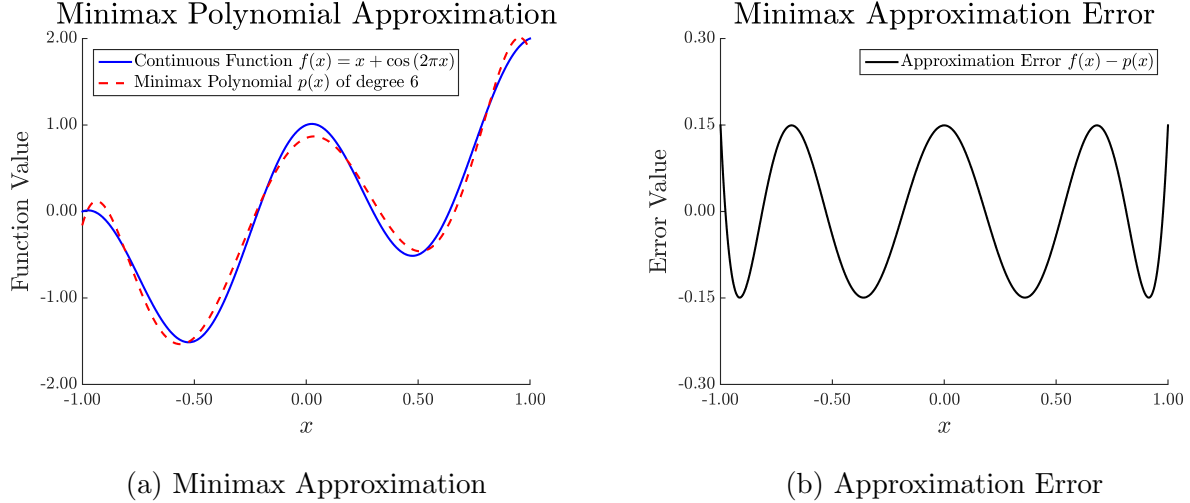 Minimax Polynomial Approximation
2.00
1.00
0.00
-1.00
-2.00
Function Value
Continuous Function f(x) = x + cos (2πx)
Minimax Polynomial p(x) of degree 6
-1.00 -0.50 0.00 0.50 1.00
x
(a) Minimax Approximation
Minimax Approximation Error
0.30
0.15
0.00
-0.15
-0.30
Error Value
Approximation Error f(x) − p(x)
-1.00 -0.50 0.00 0.50 1.00
x
(b) Approximation Error